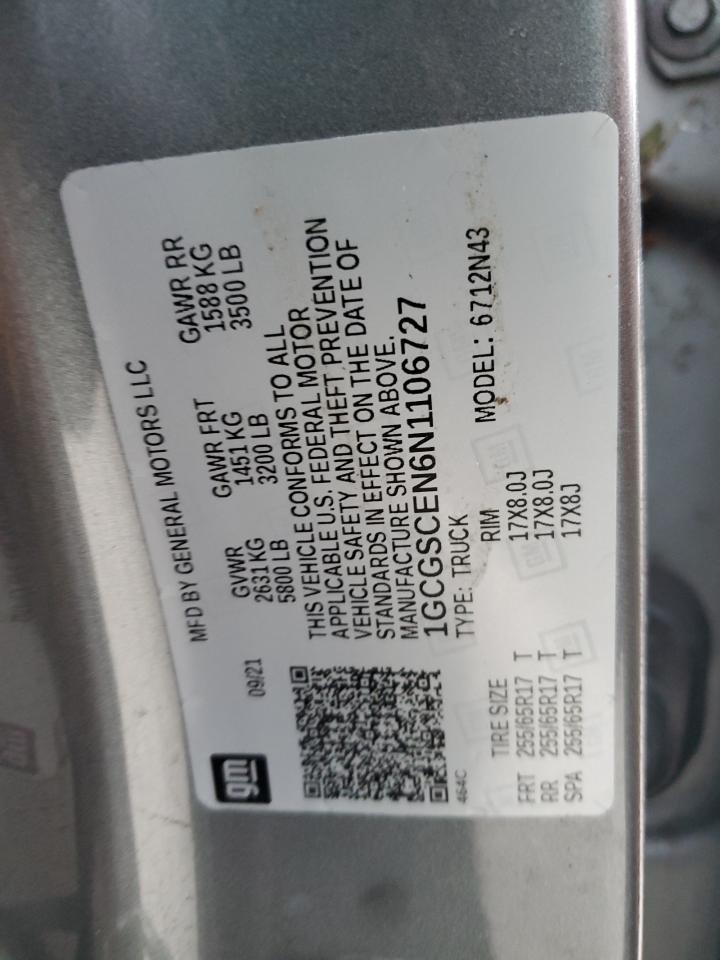 gm
09/21
MFD BY GENERAL MOTORS LLC
GVWR GAWR FRT GAWR RR
2631 KG 1451 KG 1588 KG
5800 LB 3200 LB 3500 LB
THIS VEHICLE CONFORMS TO ALL
APPLICABLE U.S. FEDERAL MOTOR
VEHICLE SAFETY AND THEFT PREVENTION
STANDARDS IN EFFECT ON THE DATE OF
MANUFACTURE SHOWN ABOVE.
1GCGSCEN6N1106727
464C
TYPE: TRUCK MODEL: 6712N43
TIRE SIZE RIM
FRT 255/65R17 T 17X8.0J
RR 255/65R17 T 17X8.0J
SPA 255/65R17 T 17X8J